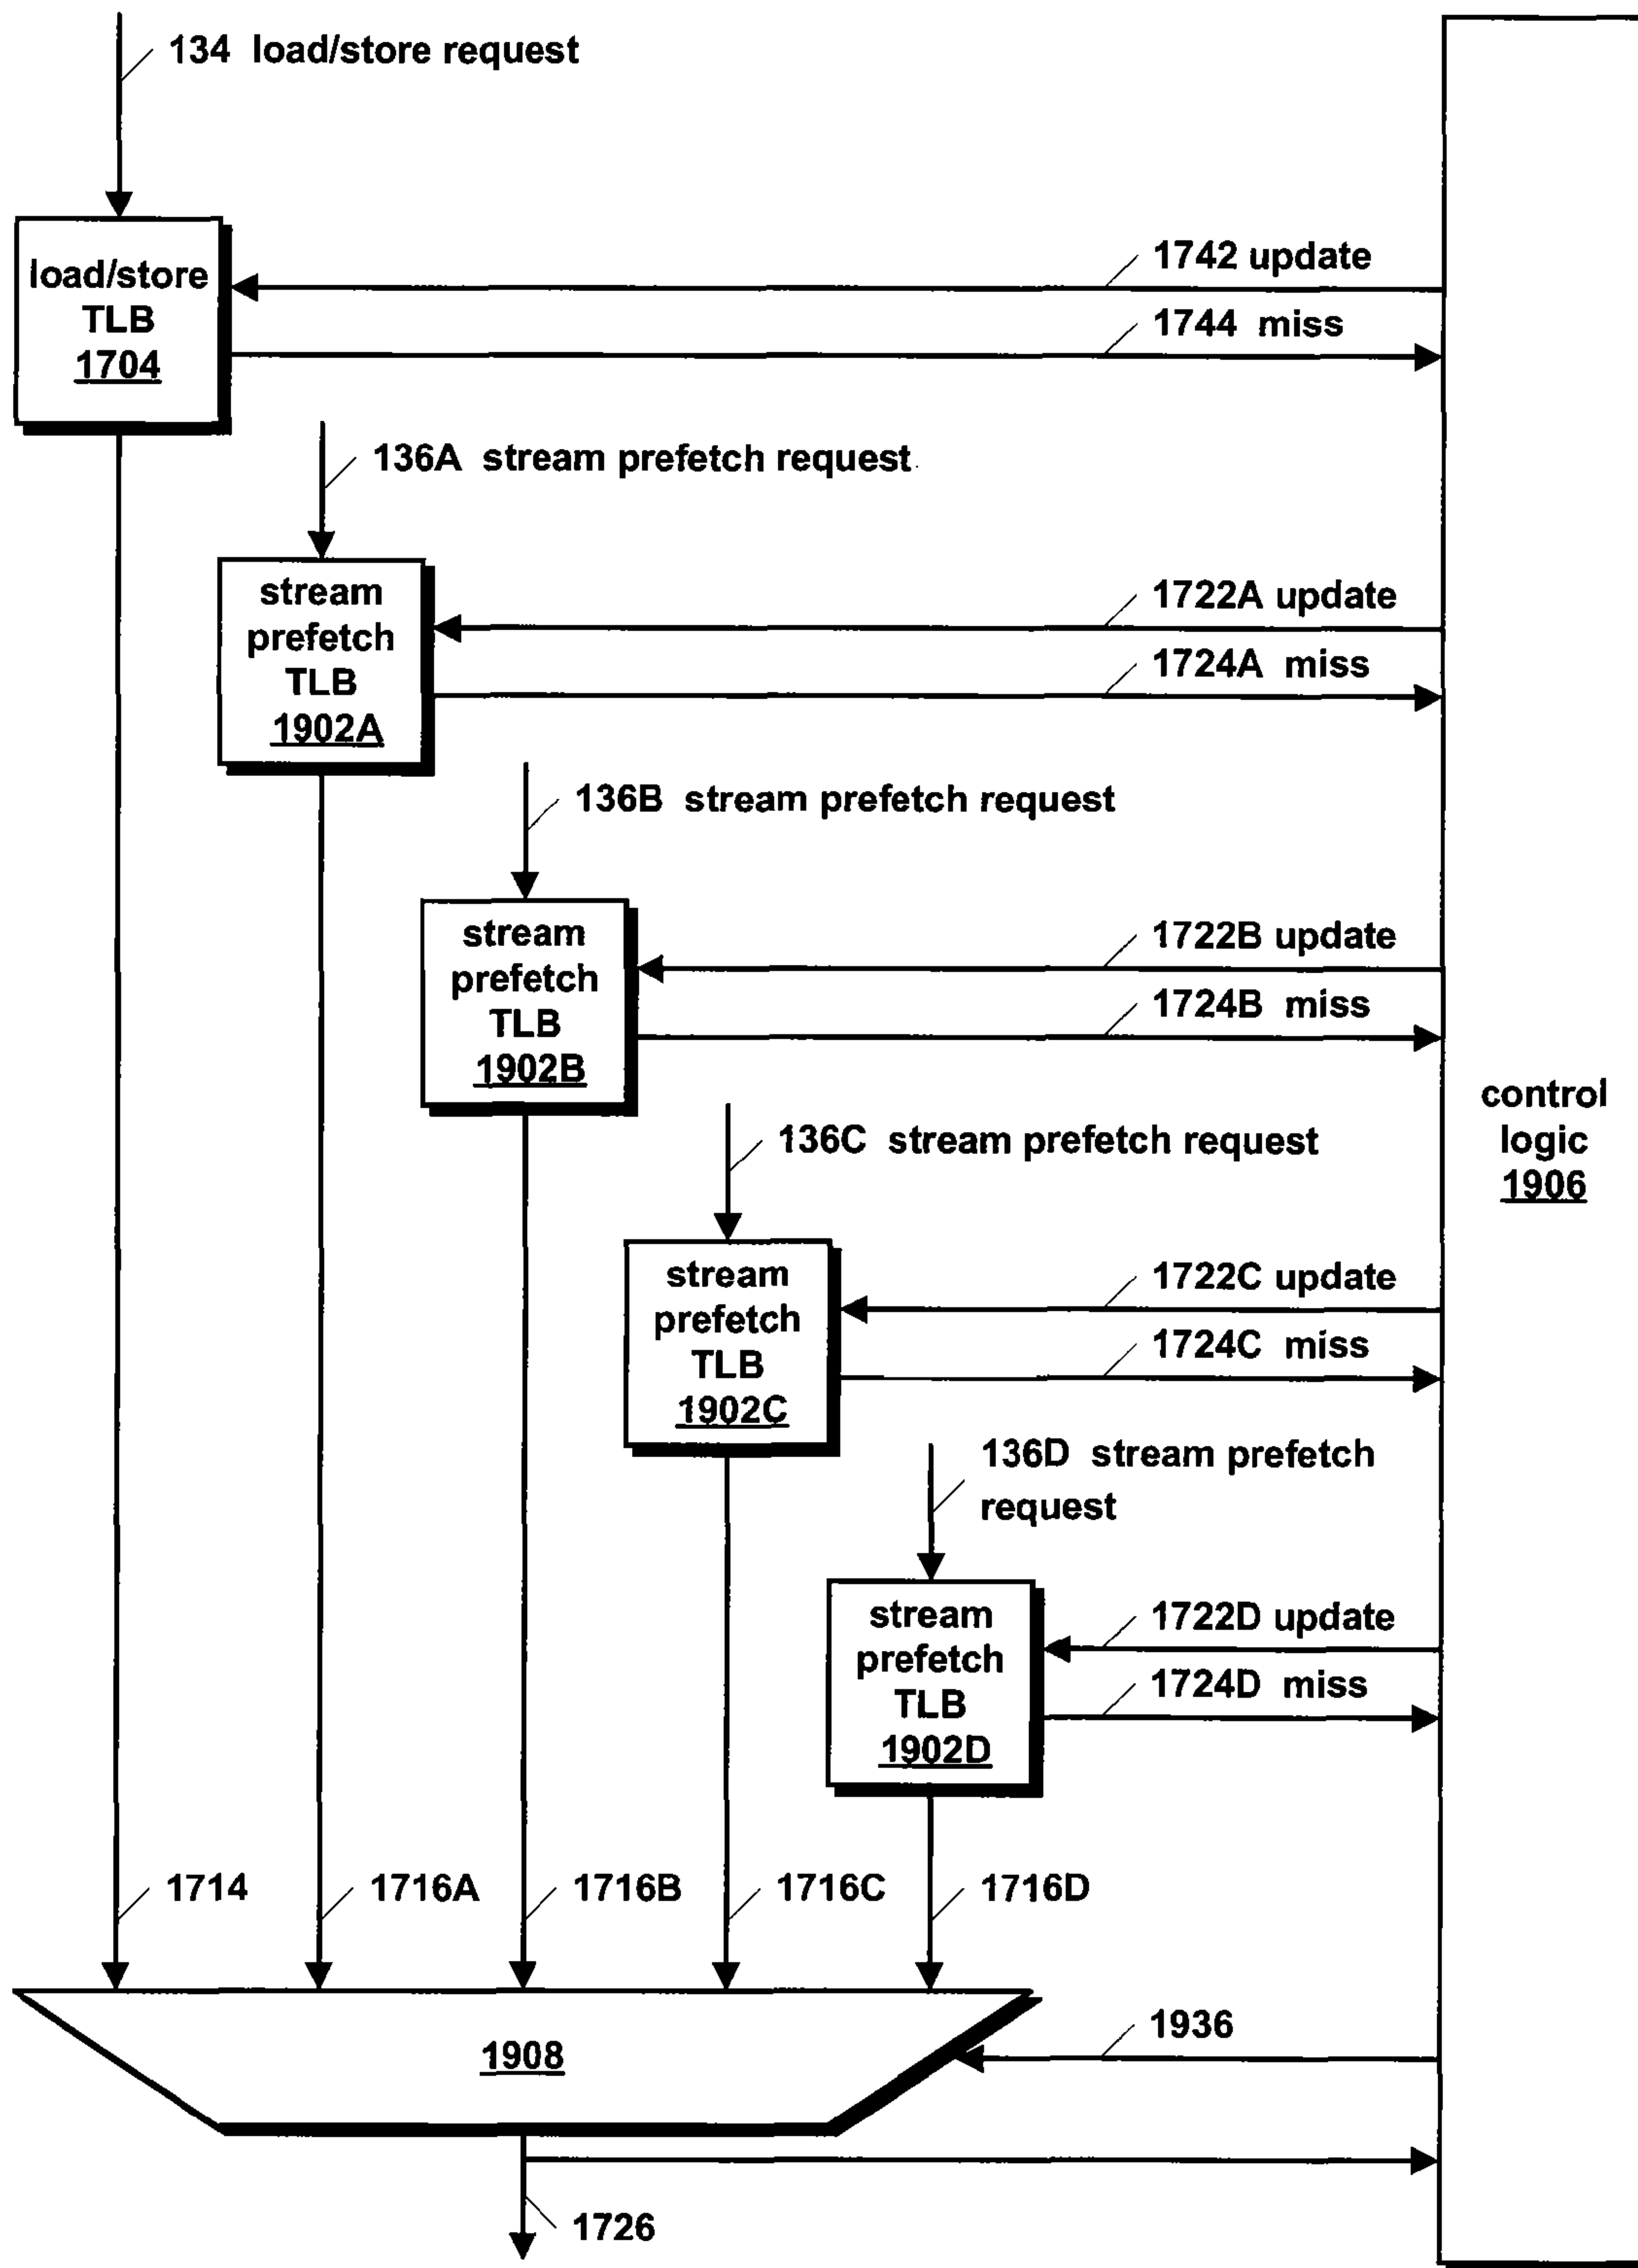 134 load/store request
load/store
TLB
1704
1742 update
1744 miss
136A stream prefetch request
stream
prefetch
TLB
1902A
1722A update
1724A miss
136B stream prefetch request
stream
prefetch
TLB
1902B
1722B update
1724B miss
control
logic
1906
136C stream prefetch request
stream
prefetch
TLB
1902C
1722C update
1724C miss
136D stream prefetch
request
stream
prefetch
TLB
1902D
1722D update
1724D miss
1714
1716A
1716B
1716C
1716D
1908
1936
1726